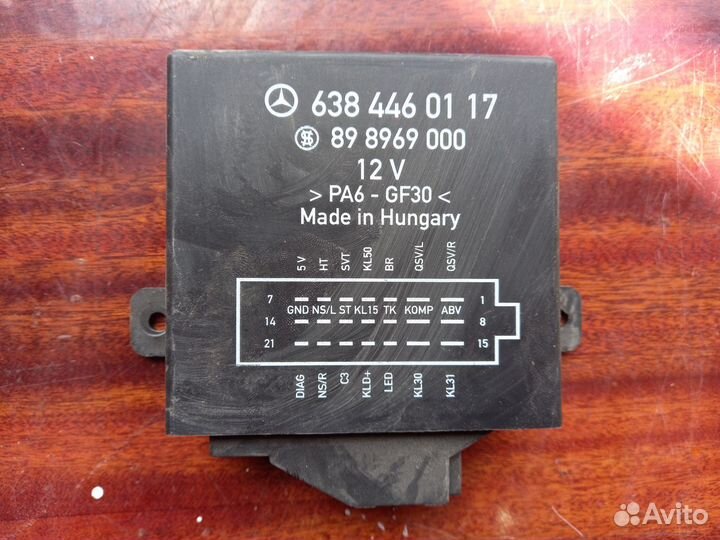 638 446 01 17
89 8969 000
12 V
> PA6 - GF30 <
Made in Hungary
5 V HT SVT KL50 BR QSV/L QSV/R
7 1
GND NS/L ST KL15 TK KOMP ABV
14 8
21 15
DIAG NS/R C3 KLD+ LED KL30 KL31
Avito